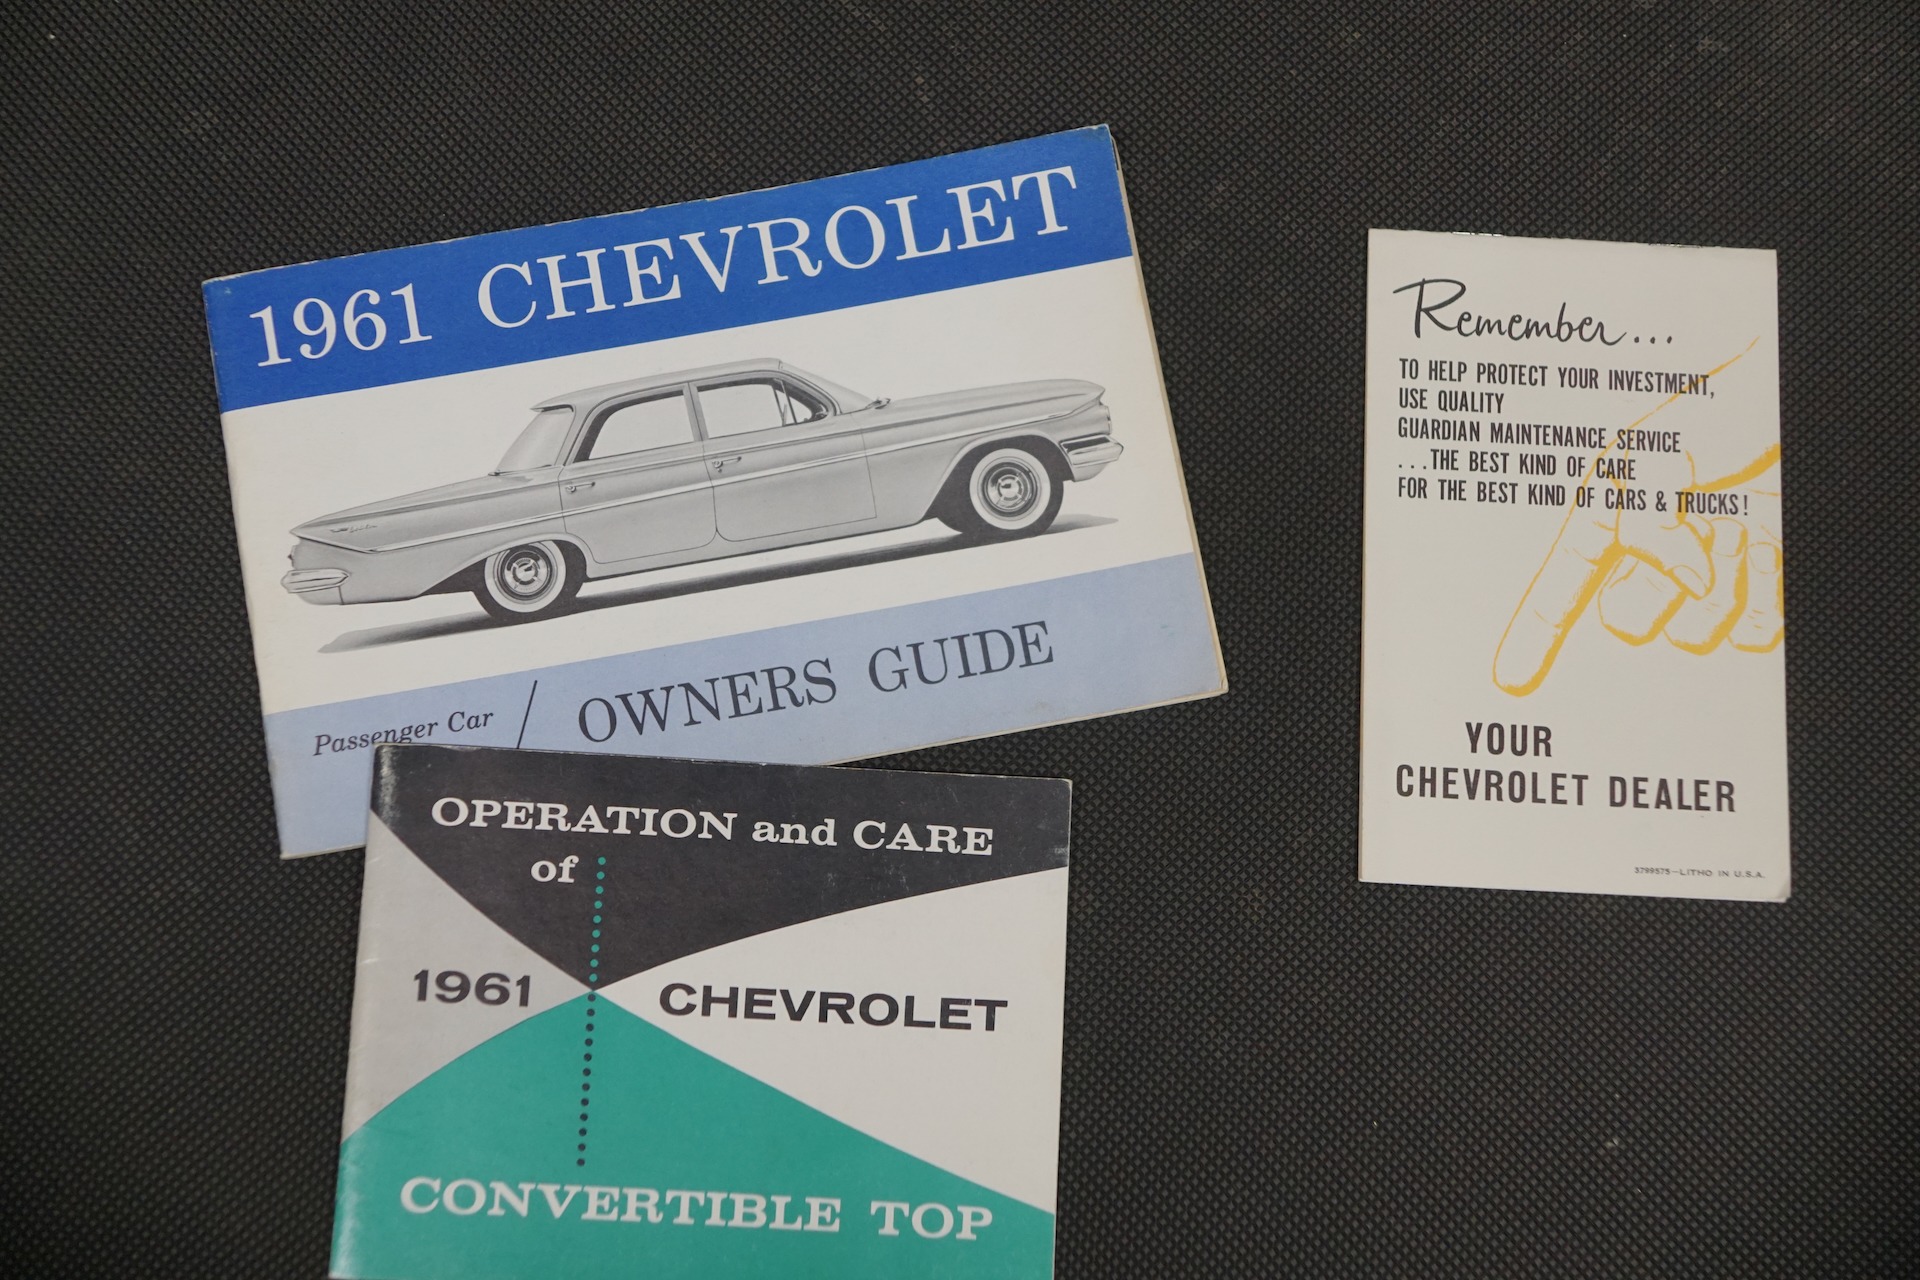 1961 CHEVROLET
Passenger Car / OWNERS GUIDE
OPERATION and CARE
of
1961 CHEVROLET
CONVERTIBLE TOP
Remember...
TO HELP PROTECT YOUR INVESTMENT,
USE QUALITY
GUARDIAN MAINTENANCE SERVICE
...THE BEST KIND OF CARE
FOR THE BEST KIND OF CARS & TRUCKS!
YOUR
CHEVROLET DEALER
3799575—LITHO IN U.S.A.